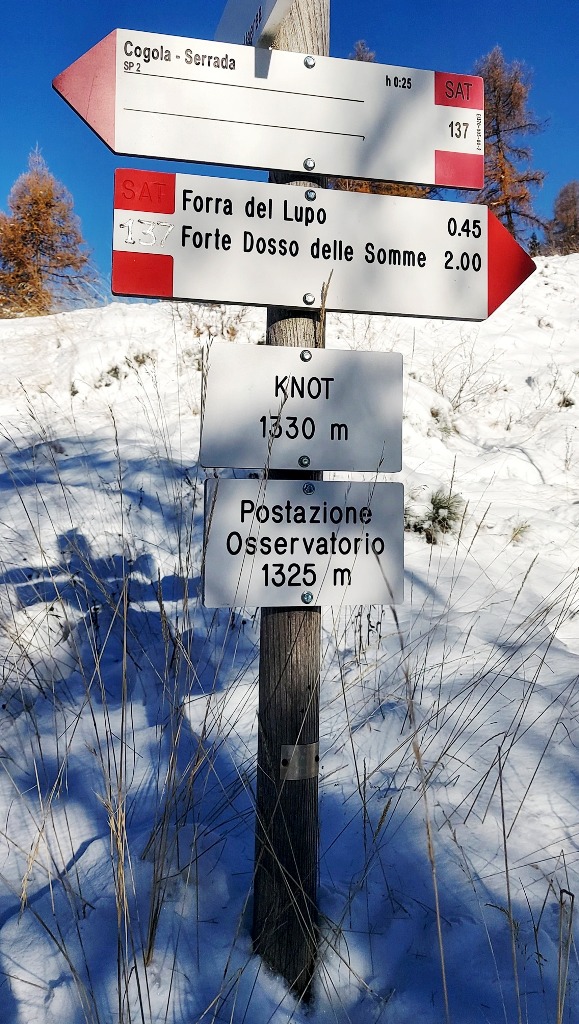 Cogola - Serrada
SP 2
h 0:25
SAT
137
SAT
137
Forra del Lupo 0.45
Forte Dosso delle Somme 2.00
KNOT
1330 m
Postazione
Osservatorio
1325 m